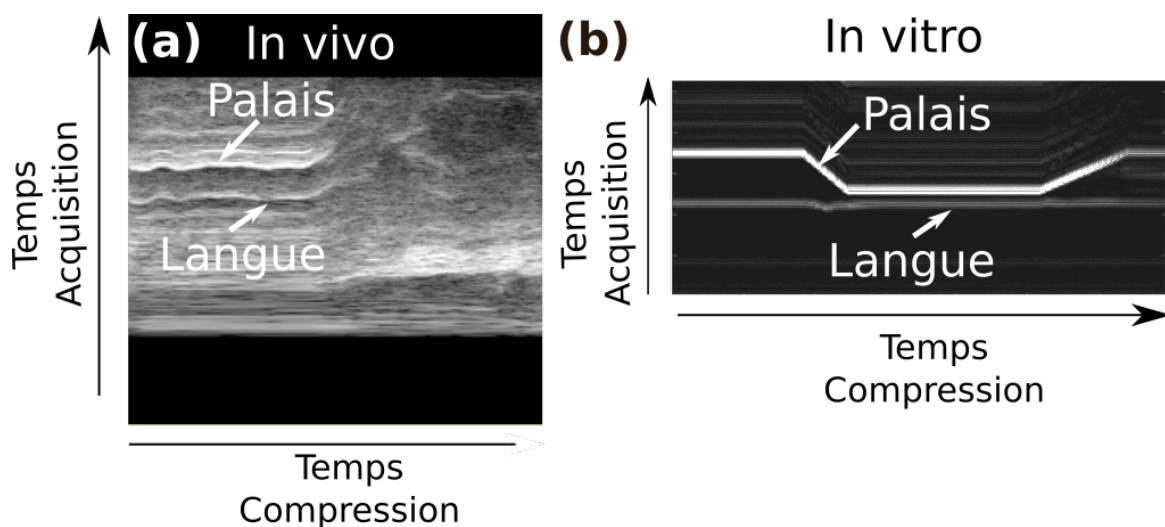 (a) In vivo
Palais
Langue
Temps
Acquisition
Temps
Compression
(b) In vitro
Palais
Langue
Temps
Acquisition
Temps
Compression